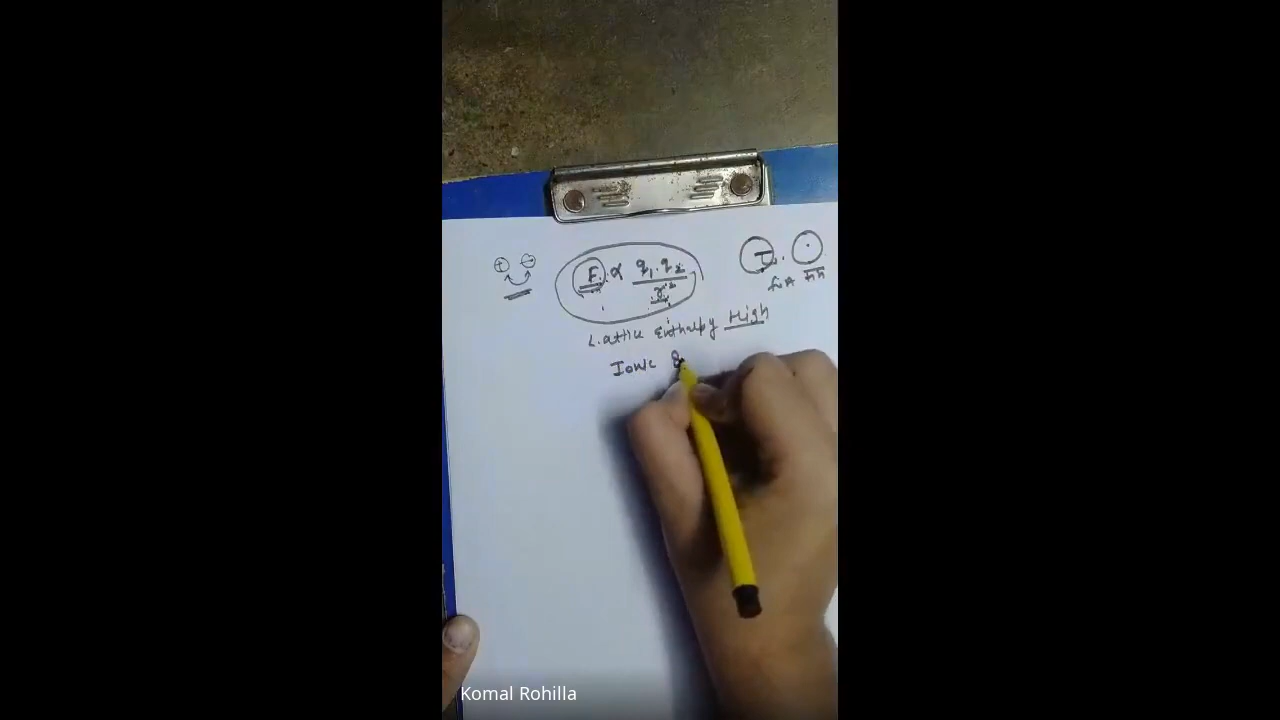 + -
F ∝ q₁.q₂ / r²
Lattice Enthalpy High
Ionic
Komal Rohilla